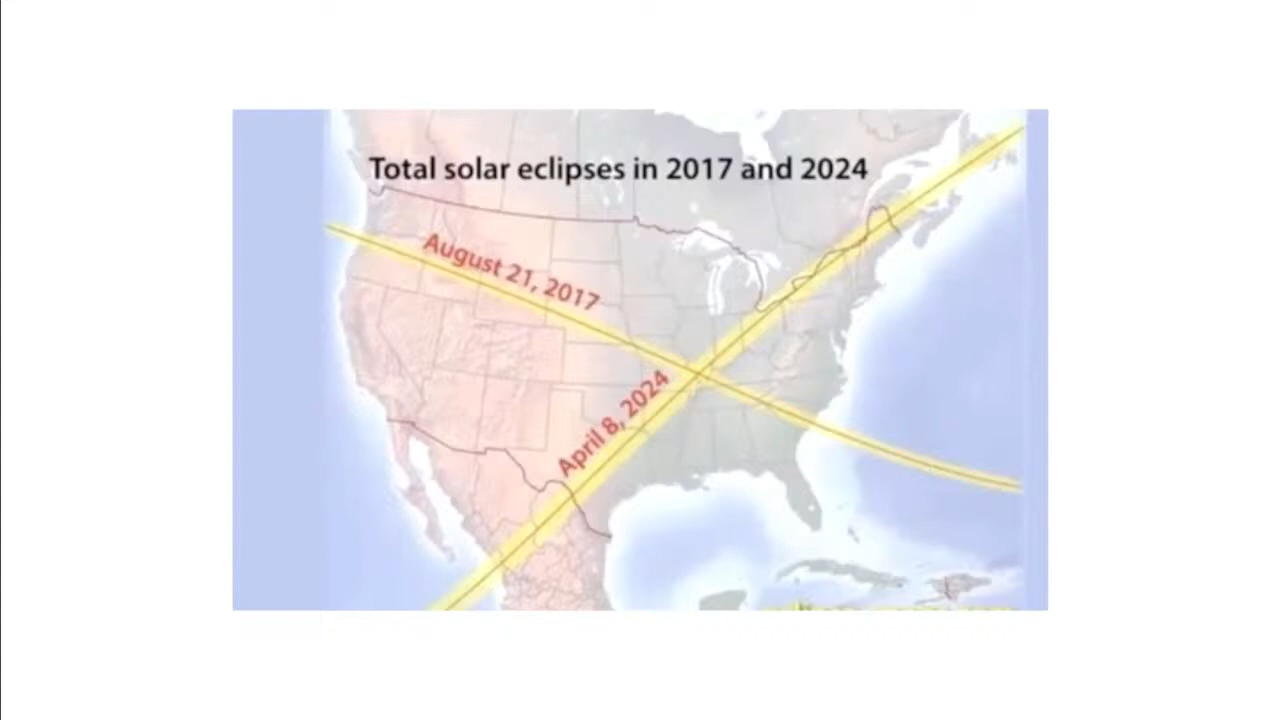 Total solar eclipses in 2017 and 2024
August 21, 2017
April 8, 2024